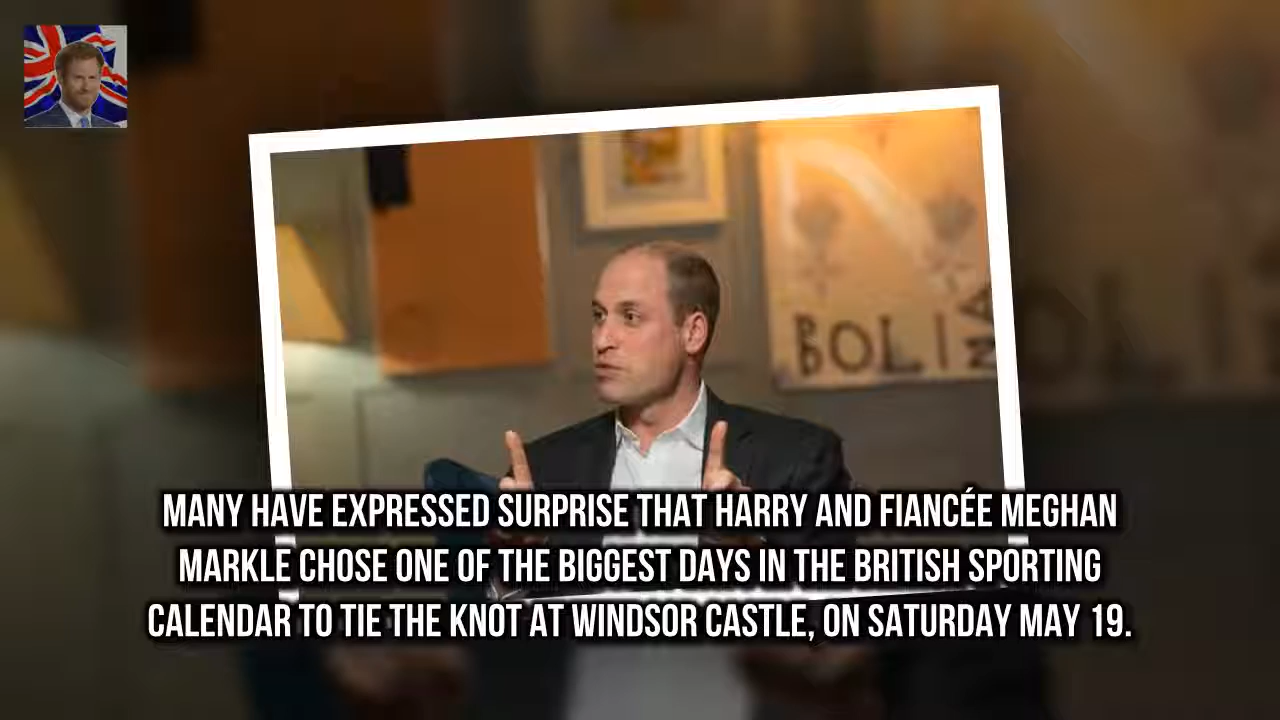 BOLI
MANY HAVE EXPRESSED SURPRISE THAT HARRY AND FIANCÉE MEGHAN
MARKLE CHOSE ONE OF THE BIGGEST DAYS IN THE BRITISH SPORTING
CALENDAR TO TIE THE KNOT AT WINDSOR CASTLE, ON SATURDAY MAY 19.